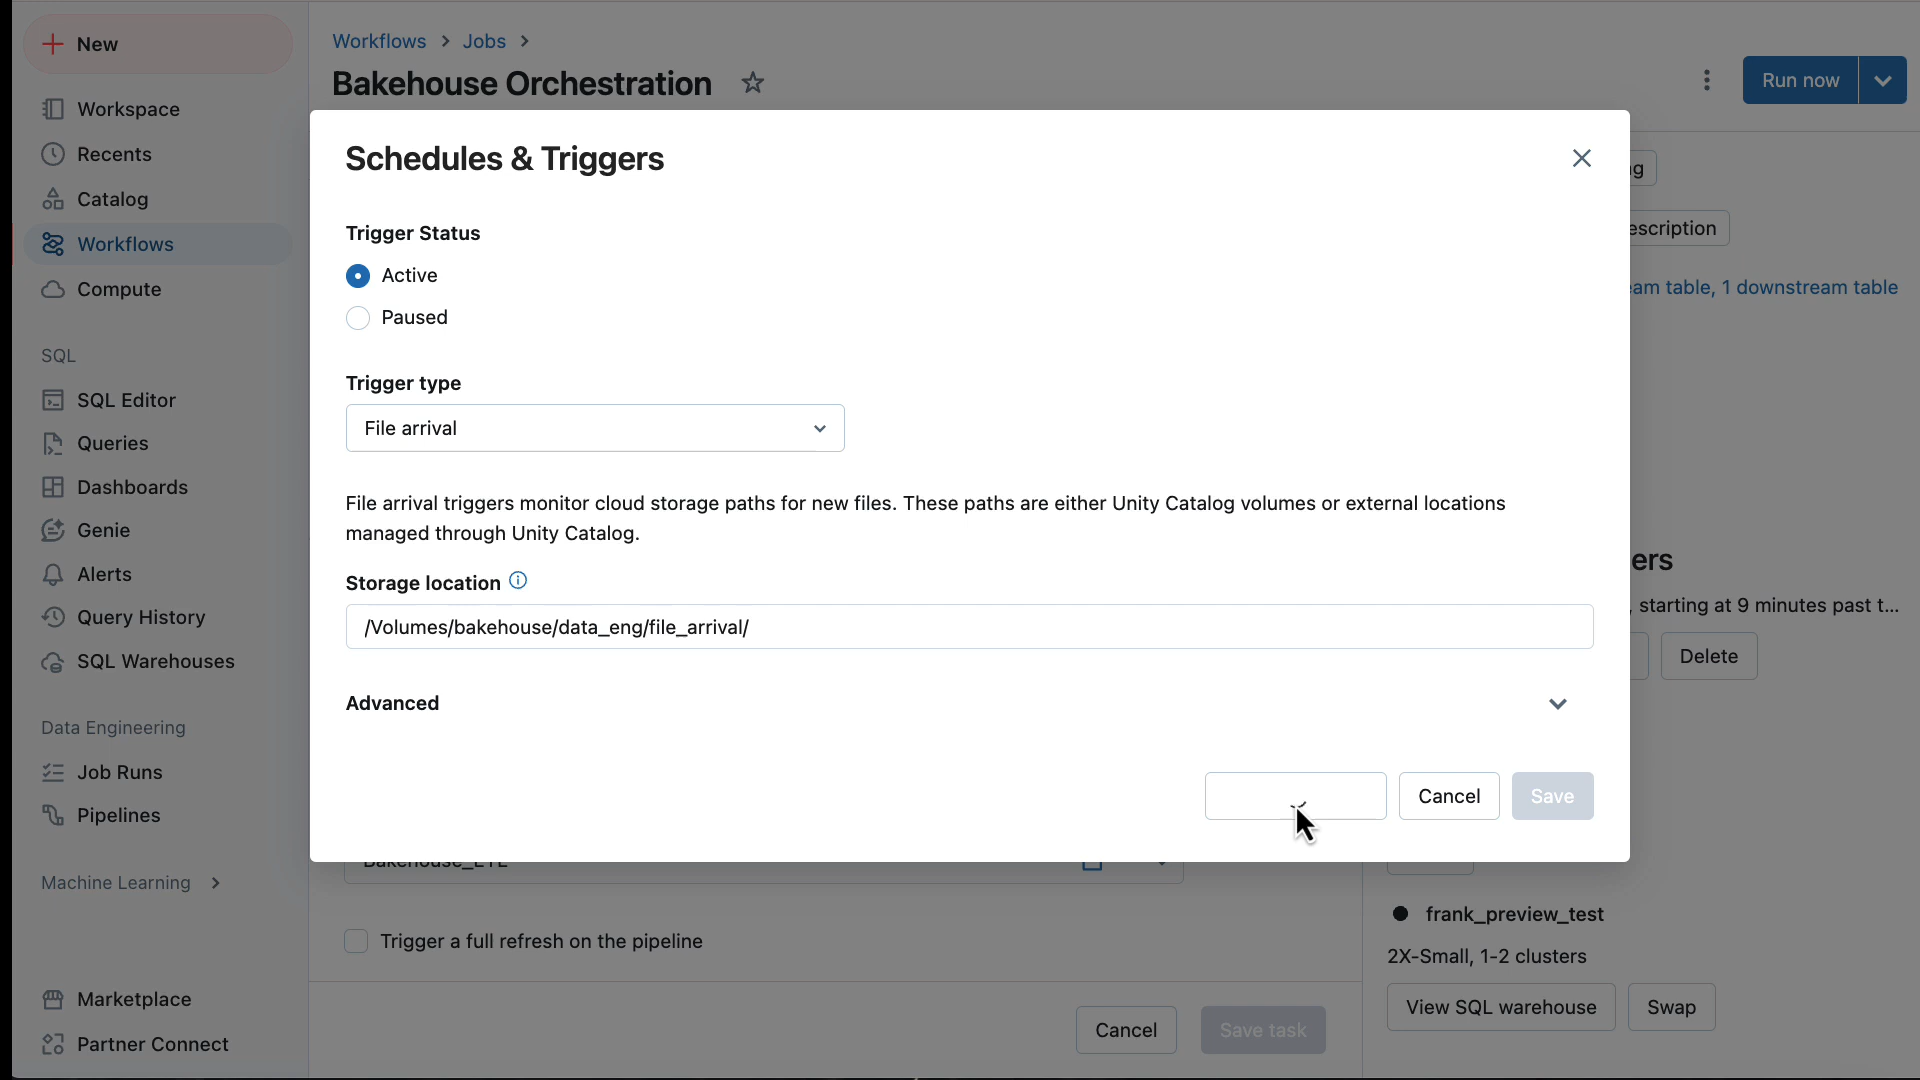 New
Workspace
Recents
Catalog
Workflows
Compute
SQL
SQL Editor
Queries
Dashboards
Genie
Alerts
Query History
SQL Warehouses
Data Engineering
Job Runs
Pipelines
Machine Learning
Marketplace
Partner Connect
Workflows > Jobs >
Bakehouse Orchestration
Run now
Schedules & Triggers
Trigger Status
Active
Paused
Trigger type
File arrival
File arrival triggers monitor cloud storage paths for new files. These paths are either Unity Catalog volumes or external locations
managed through Unity Catalog.
Storage location
/Volumes/bakehouse/data_eng/file_arrival/
Advanced
Cancel
Save
escription
table, 1 downstream table
ers
, starting at 9 minutes past t...
Delete
Bakehouse_ETL
Trigger a full refresh on the pipeline
Cancel
Save task
frank_preview_test
2X-Small, 1-2 clusters
View SQL warehouse
Swap